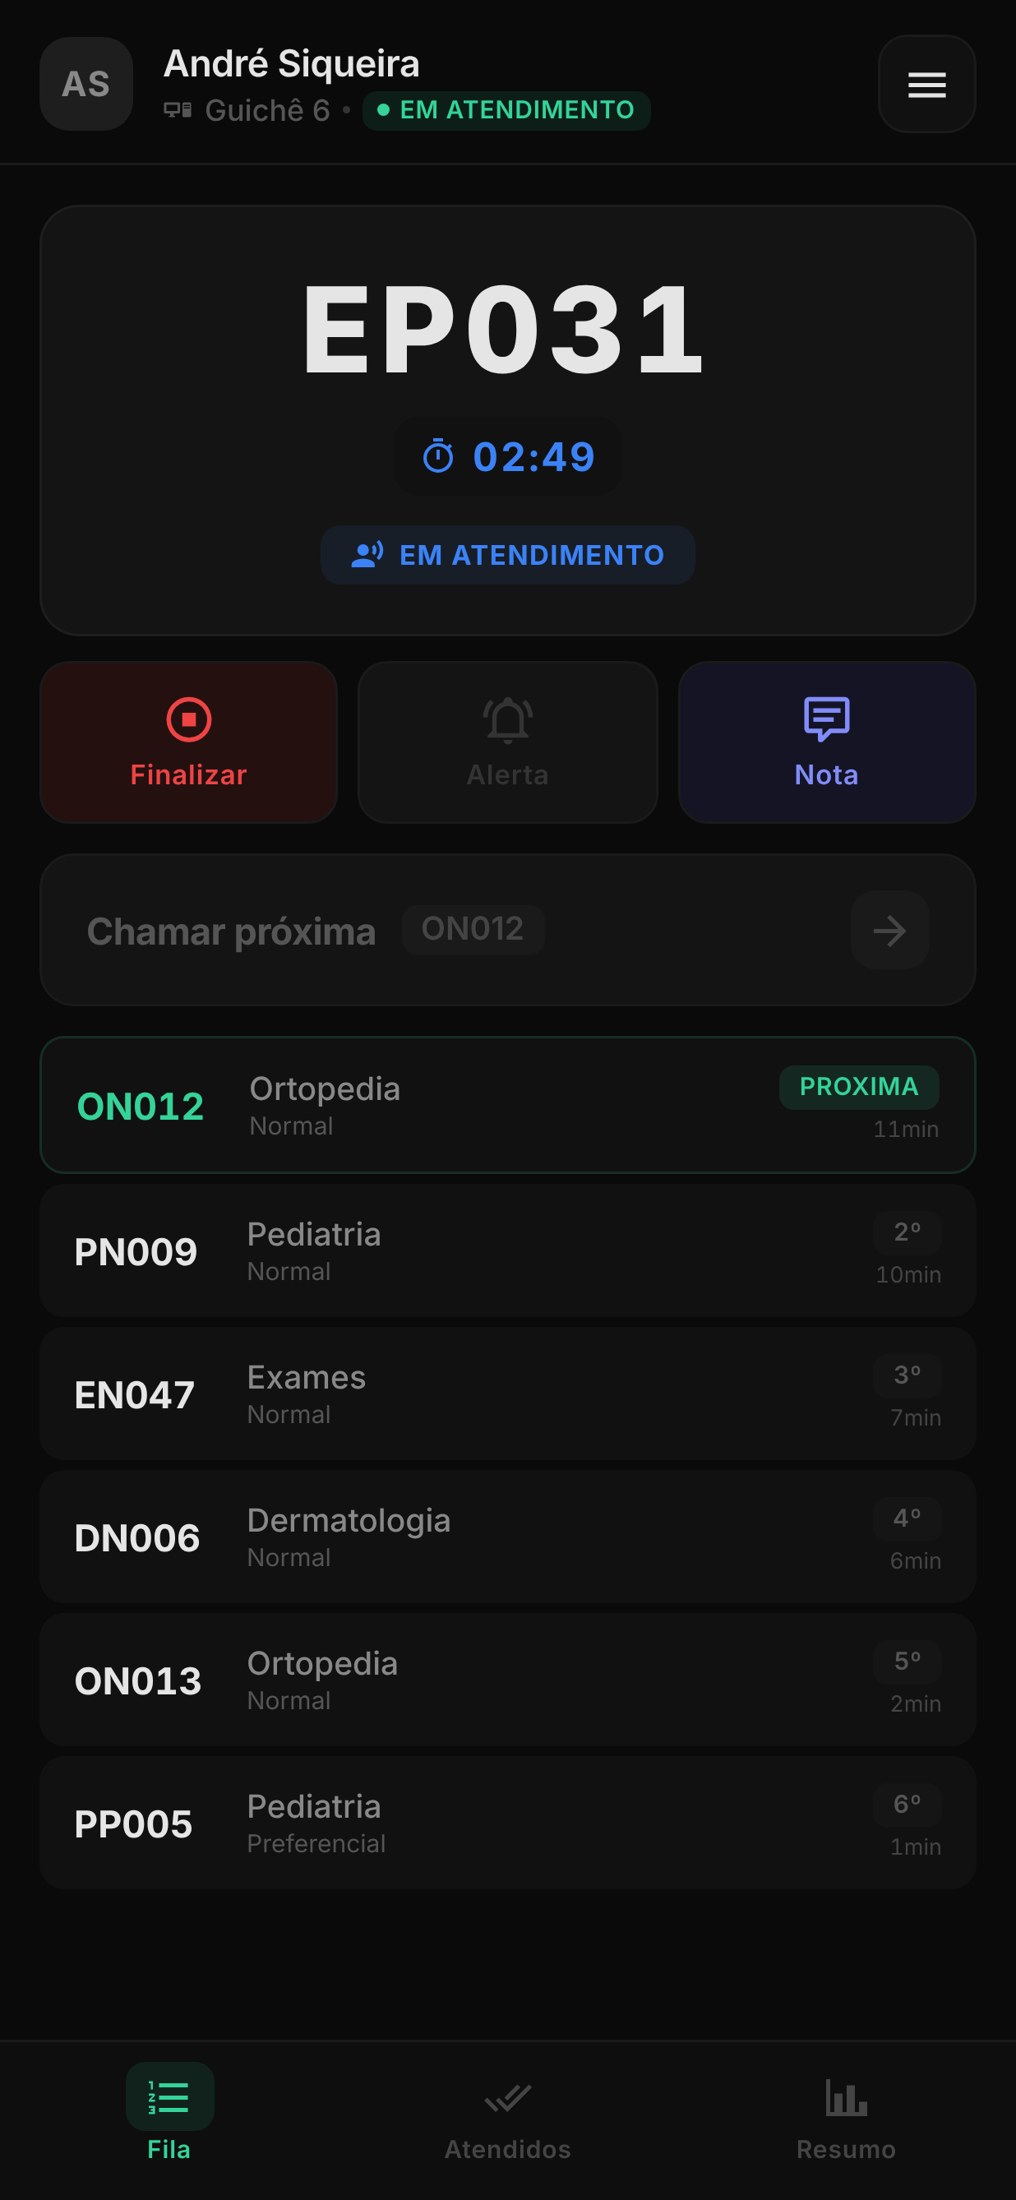 AS
André Siqueira
Guichê 6 • EM ATENDIMENTO
EP031
02:49
EM ATENDIMENTO
Finalizar
Alerta
Nota
Chamar próxima ON012
ON012
Ortopedia
Normal
PROXIMA
11min
PN009
Pediatria
Normal
2º
10min
EN047
Exames
Normal
3º
7min
DN006
Dermatologia
Normal
4º
6min
ON013
Ortopedia
Normal
5º
2min
PP005
Pediatria
Preferencial
6º
1min
Fila
Atendidos
Resumo